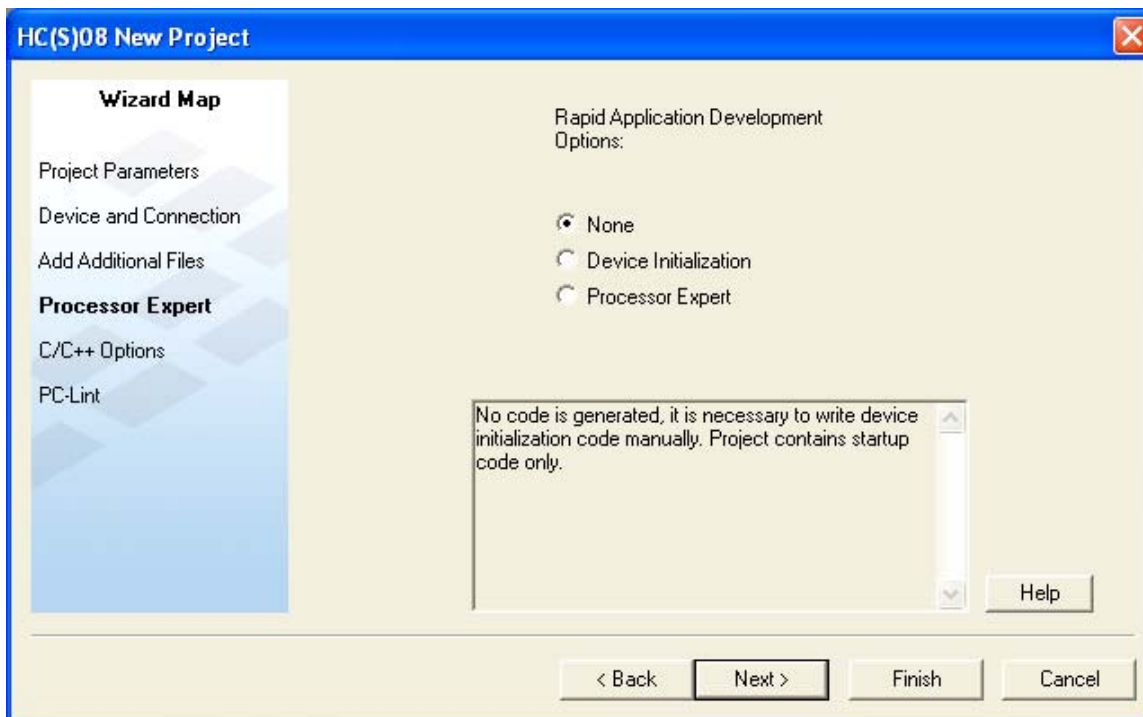 HC(S)08 New Project
Wizard Map
Project Parameters
Device and Connection
Add Additional Files
Processor Expert
C/C++ Options
PC-Lint
Rapid Application Development
Options:
None
Device Initialization
Processor Expert
No code is generated, it is necessary to write device
initialization code manually. Project contains startup
code only.
Help
< Back
Next >
Finish
Cancel